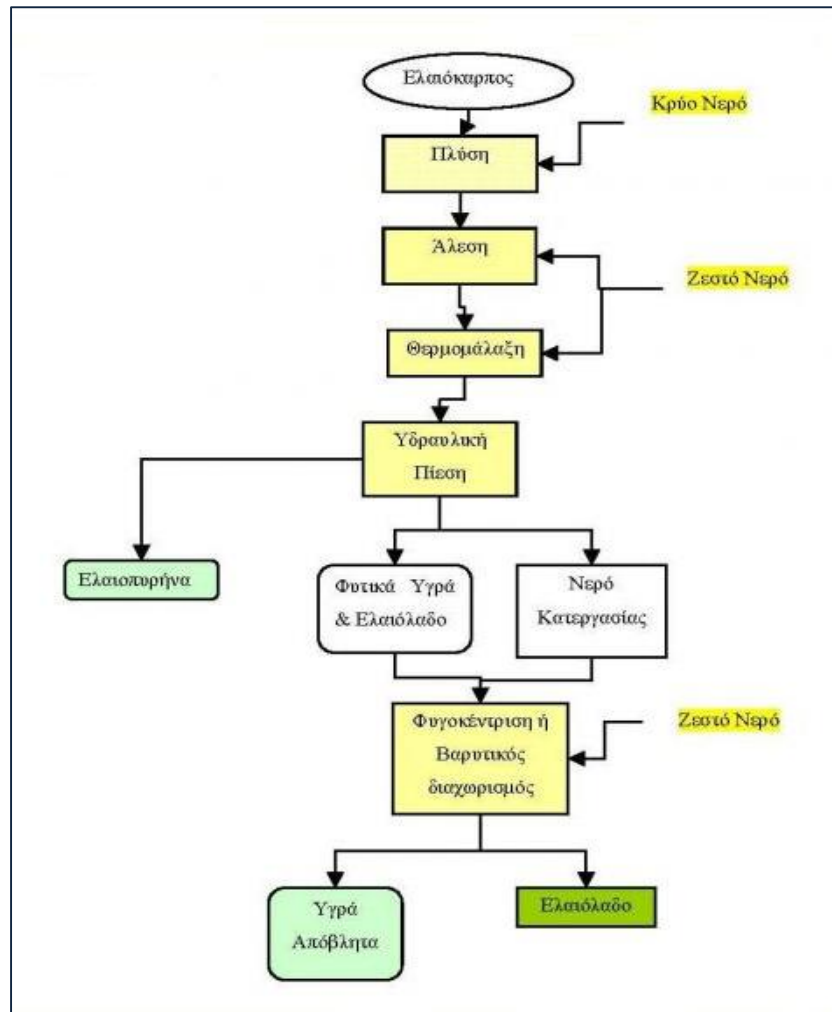 Ελαιόκαρπος
Κρύο Νερό
Πλύση
Άλεση
Ζεστό Νερό
Θερμομάλαξη
Υδραυλική
Πίεση
Ελαιοπυρήνα
Φυτικά Υγρά
& Ελαιόλαδο
Νερό
Κατεργασίας
Φυγοκέντριση ή
Βαρυτικός
διαχωρισμός
Ζεστό Νερό
Υγρά
Απόβλητα
Ελαιόλαδο